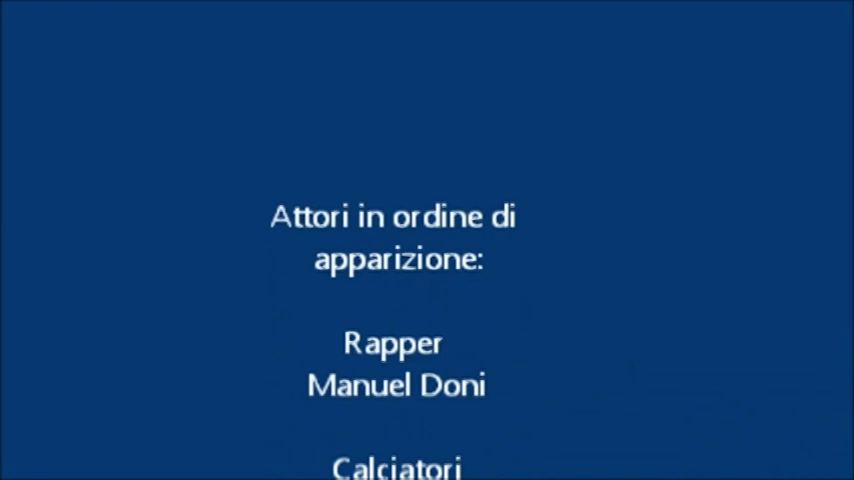 Attori in ordine di
apparizione:
Rapper
Manuel Doni
Calciatori